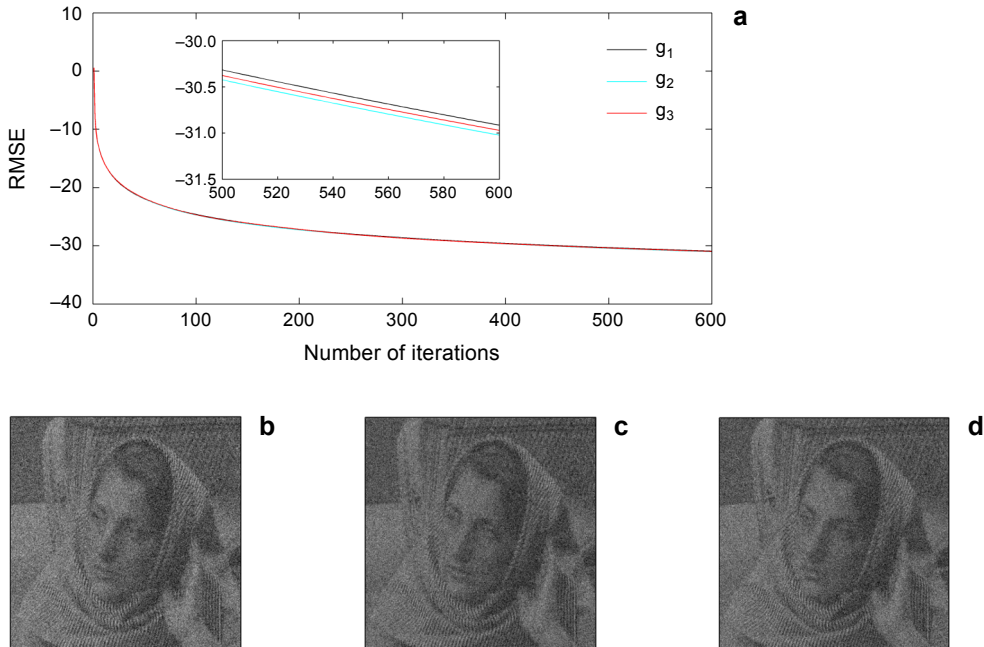 a
10
0
–10
–20
–30
–40
RMSE
–30.0
–30.5
–31.0
–31.5
500 520 540 560 580 600
g1
g2
g3
0 100 200 300 400 500 600
Number of iterations
b
c
d